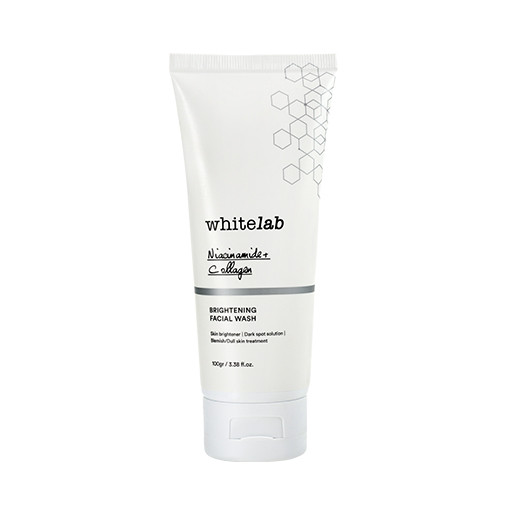 whitelab
Niacinamide+
Collagen
BRIGHTENING
FACIAL WASH
Skin brightener | Dark spot solution |
Blemish/Dull skin treatment
100gr / 3.38 fl.oz.